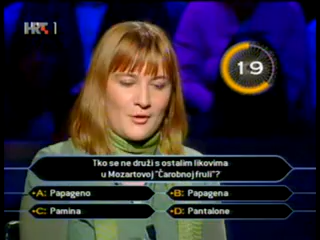 HRT 1
19
Tko se ne druži s ostalim likovima
u Mozartovoj "Čarobnoj fruli"?
A: Papageno
B: Papagena
C: Pamina
D: Pantalone